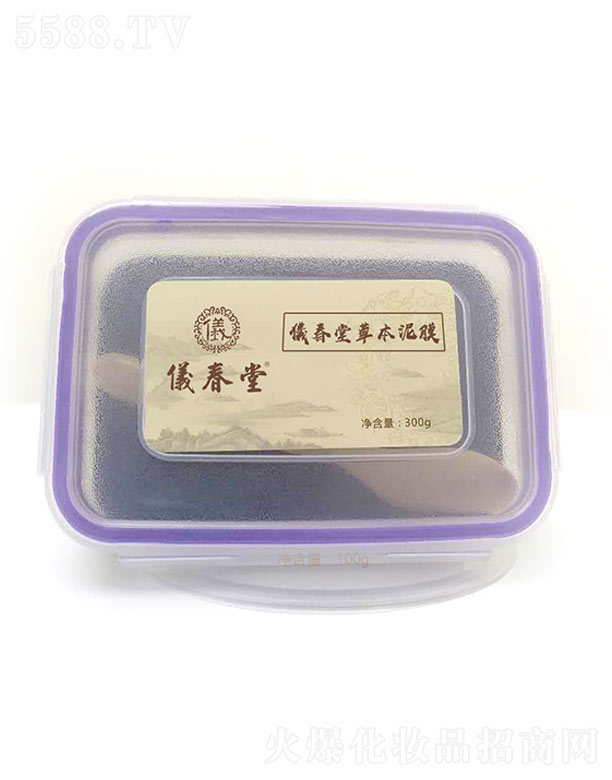 5588.TV
儀
儀春堂®
儀春堂草本泥膜
净含量：300g
净含量：100g
火爆化妆品招商网